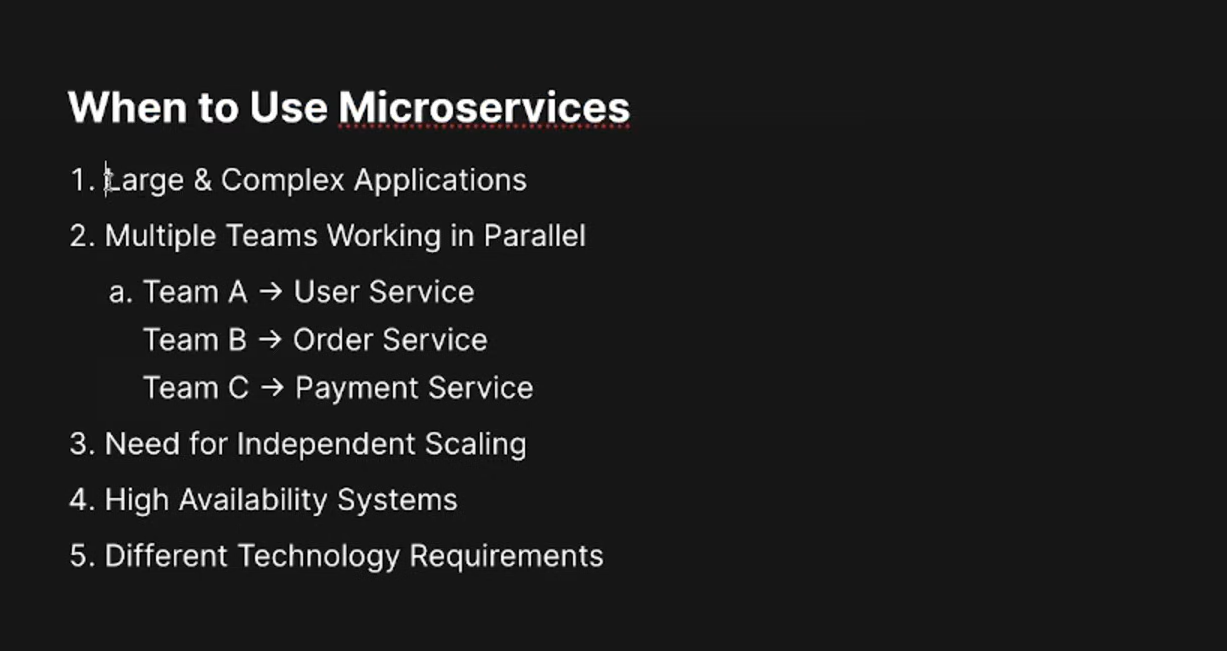 When to Use Microservices
1. Large & Complex Applications
2. Multiple Teams Working in Parallel
a. Team A → User Service
Team B → Order Service
Team C → Payment Service
3. Need for Independent Scaling
4. High Availability Systems
5. Different Technology Requirements